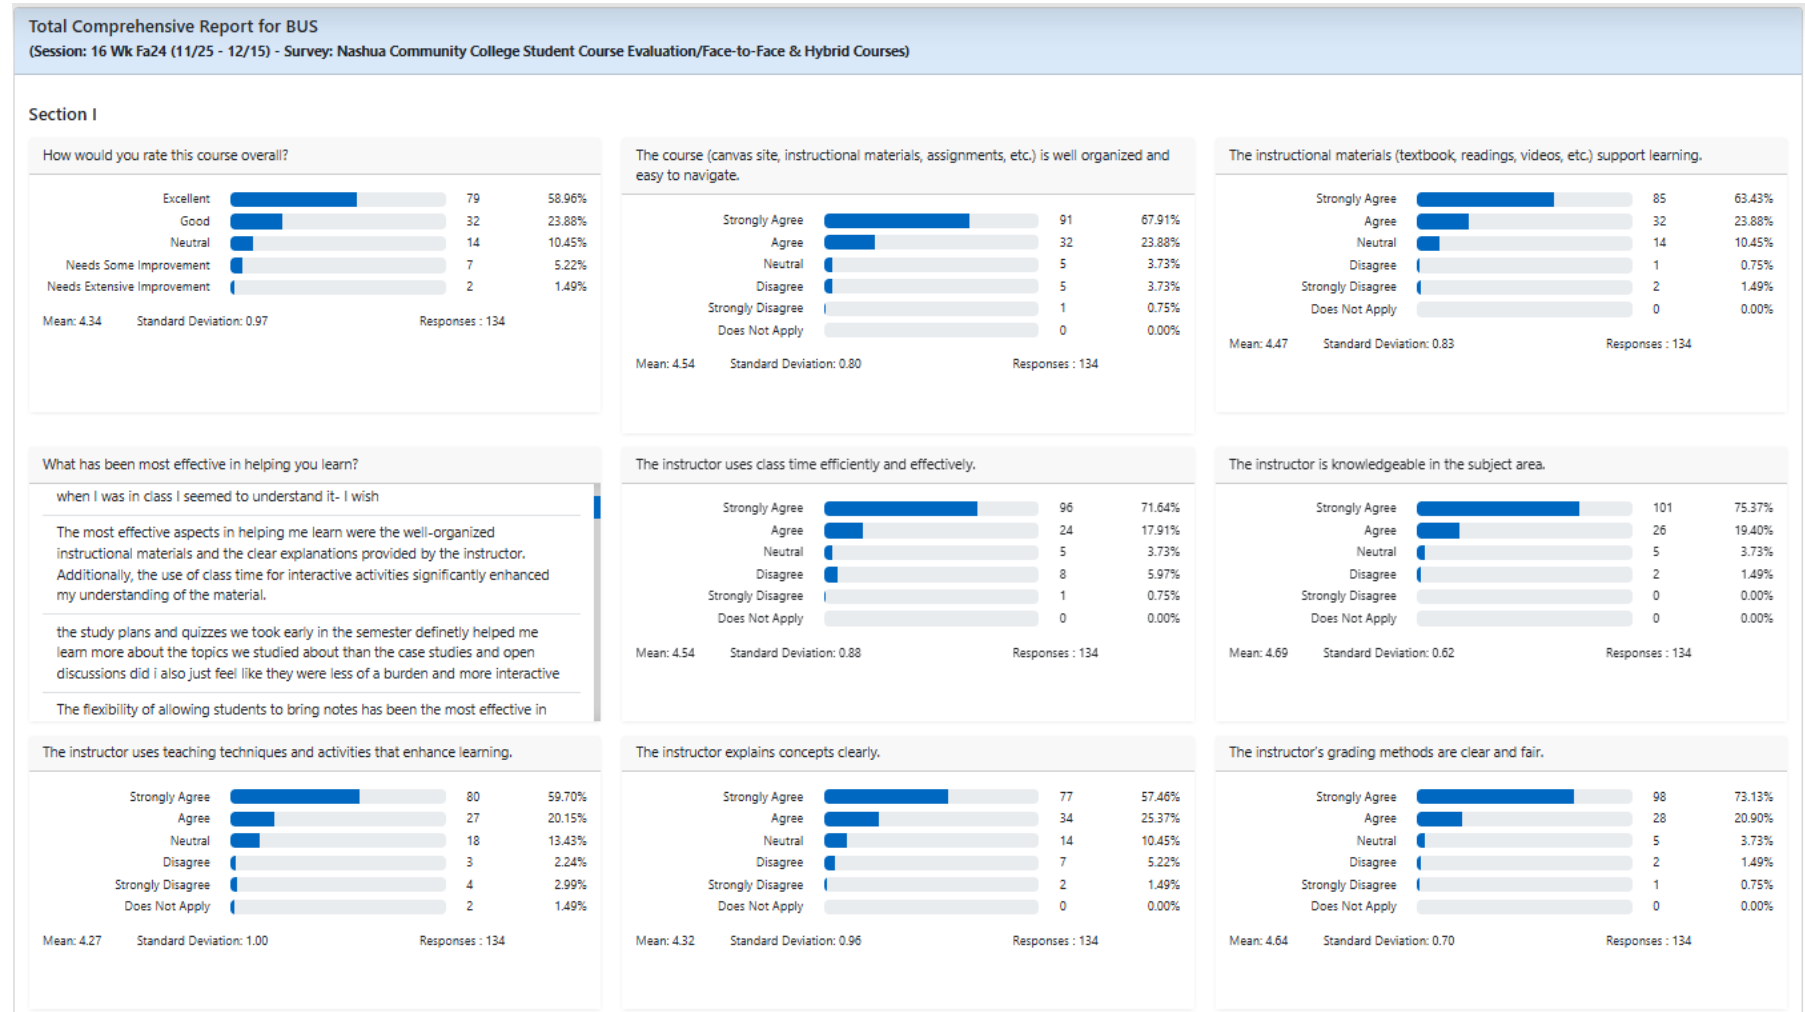 Total Comprehensive Report for BUS
(Session: 16 Wk Fa24 (11/25 - 12/15) - Survey: Nashua Community College Student Course Evaluation/Face-to-Face & Hybrid Courses)
Section I
How would you rate this course overall?
Excellent 79 58.96%
Good 32 23.88%
Neutral 14 10.45%
Needs Some Improvement 7 5.22%
Needs Extensive Improvement 2 1.49%
Mean: 4.34 Standard Deviation: 0.97 Responses : 134
The course (canvas site, instructional materials, assignments, etc.) is well organized and
easy to navigate.
Strongly Agree 91 67.91%
Agree 32 23.88%
Neutral 5 3.73%
Disagree 5 3.73%
Strongly Disagree 1 0.75%
Does Not Apply 0 0.00%
Mean: 4.54 Standard Deviation: 0.80 Responses : 134
The instructional materials (textbook, readings, videos, etc.) support learning.
Strongly Agree 85 63.43%
Agree 32 23.88%
Neutral 14 10.45%
Disagree 1 0.75%
Strongly Disagree 2 1.49%
Does Not Apply 0 0.00%
Mean: 4.47 Standard Deviation: 0.83 Responses : 134
What has been most effective in helping you learn?
when I was in class I seemed to understand it- I wish
The most effective aspects in helping me learn were the well-organized
instructional materials and the clear explanations provided by the instructor.
Additionally, the use of class time for interactive activities significantly enhanced
my understanding of the material.
the study plans and quizzes we took early in the semester definetly helped me
learn more about the topics we studied about than the case studies and open
discussions did i also just feel like they were less of a burden and more interactive
The flexibility of allowing students to bring notes has been the most effective in
The instructor uses class time efficiently and effectively.
Strongly Agree 96 71.64%
Agree 24 17.91%
Neutral 5 3.73%
Disagree 8 5.97%
Strongly Disagree 1 0.75%
Does Not Apply 0 0.00%
Mean: 4.54 Standard Deviation: 0.88 Responses : 134
The instructor is knowledgeable in the subject area.
Strongly Agree 101 75.37%
Agree 26 19.40%
Neutral 5 3.73%
Disagree 2 1.49%
Strongly Disagree 0 0.00%
Does Not Apply 0 0.00%
Mean: 4.69 Standard Deviation: 0.62 Responses : 134
The instructor uses teaching techniques and activities that enhance learning.
Strongly Agree 80 59.70%
Agree 27 20.15%
Neutral 18 13.43%
Disagree 3 2.24%
Strongly Disagree 4 2.99%
Does Not Apply 2 1.49%
Mean: 4.27 Standard Deviation: 1.00 Responses : 134
The instructor explains concepts clearly.
Strongly Agree 77 57.46%
Agree 34 25.37%
Neutral 14 10.45%
Disagree 7 5.22%
Strongly Disagree 2 1.49%
Does Not Apply 0 0.00%
Mean: 4.32 Standard Deviation: 0.96 Responses : 134
The instructor's grading methods are clear and fair.
Strongly Agree 98 73.13%
Agree 28 20.90%
Neutral 5 3.73%
Disagree 2 1.49%
Strongly Disagree 1 0.75%
Does Not Apply 0 0.00%
Mean: 4.64 Standard Deviation: 0.70 Responses : 134